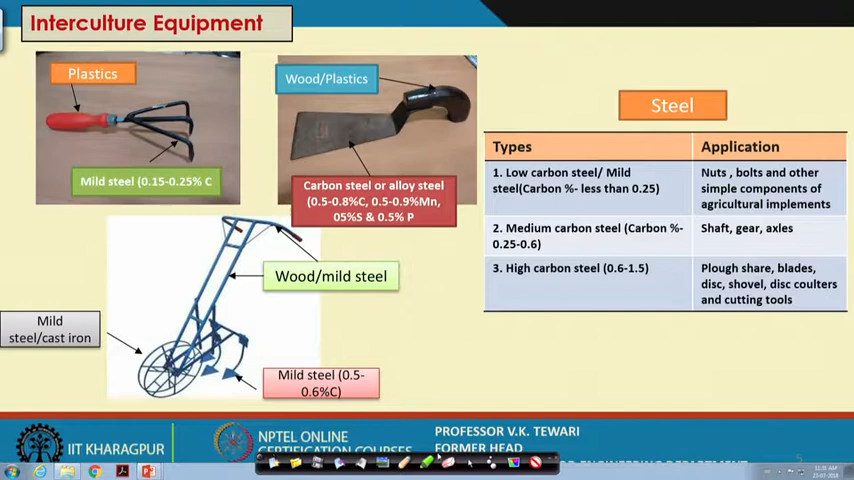 Interculture Equipment
Plastics
Mild steel (0.15-0.25% C
Wood/Plastics
Carbon steel or alloy steel
(0.5-0.8%C, 0.5-0.9%Mn,
05%S & 0.5% P
Wood/mild steel
Mild
steel/cast iron
Mild steel (0.5-
0.6%C)
Steel
Types Application
1. Low carbon steel/ Mild
steel(Carbon %- less than 0.25)
Nuts , bolts and other
simple components of
agricultural implements
2. Medium carbon steel (Carbon %-
0.25-0.6)
Shaft, gear, axles
3. High carbon steel (0.6-1.5)
Plough share, blades,
disc, shovel, disc coulters
and cutting tools
IIT KHARAGPUR
NPTEL ONLINE
CERTIFICATION COURSES
PROFESSOR V.K. TEWARI
FORMER HEAD
DEPARTMENT
5